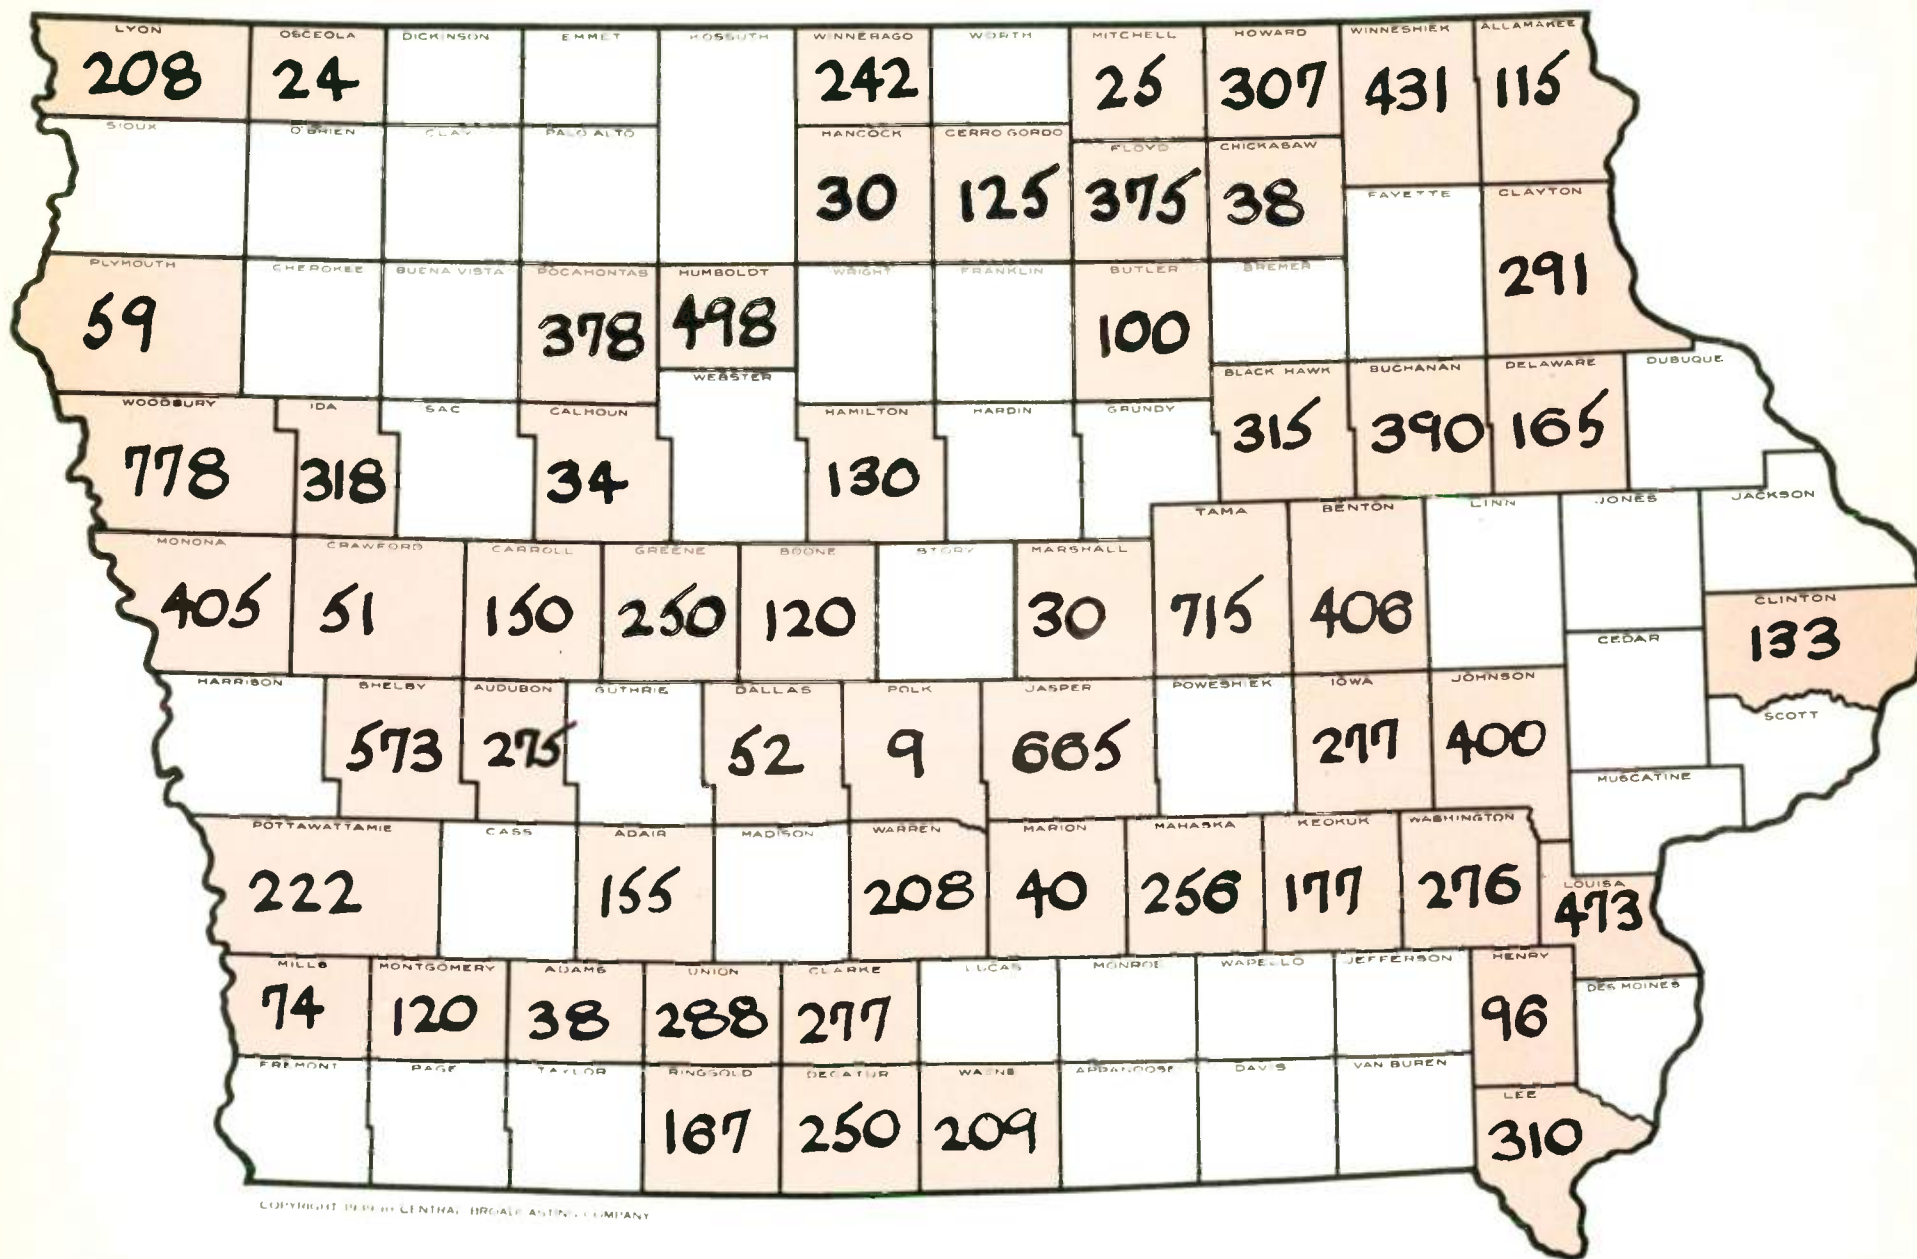 LYON OSCEOLA DICKINSON EMMET KOSSUTH WINNEBAGO WORTH MITCHELL HOWARD WINNESHIEK ALLAMAKEE
208 24 242 25 307 431 115
SIOUX O'BRIEN CLAY PALO ALTO HANCOCK CERRO GORDO FLOYD CHICKASAW
30 125 375 38
FAYETTE CLAYTON
291
PLYMOUTH CHEROKEE BUENA VISTA POCAHONTAS HUMBOLDT WRIGHT FRANKLIN BUTLER BREMER
59 378 498 100
WEBSTER
BLACK HAWK BUCHANAN DELAWARE DUBUQUE
315 390 165
WOODBURY IDA SAC CALHOUN HAMILTON HARDIN GRUNDY
778 318 34 130
TAMA BENTON LINN JONES JACKSON
715 406
MONONA CRAWFORD CARROLL GREENE BOONE STORY MARSHALL
405 51 150 250 120 30
CLINTON
133
CEDAR
HARRISON SHELBY AUDUBON GUTHRIE DALLAS POLK JASPER POWESHIEK IOWA JOHNSON
573 275 52 9 665 277 400
SCOTT
MUSCATINE
POTTAWATTAMIE CASS ADAIR MADISON WARREN MARION MAHASKA KEOKUK WASHINGTON
222 155 208 40 256 177 276
LOUISA
473
MILLS MONTGOMERY ADAMS UNION CLARKE LUCAS MONROE WAPELLO JEFFERSON HENRY
74 120 38 288 277 96
DES MOINES
FREMONT PAGE TAYLOR RINGGOLD DECATUR WAYNE APPANOOSE DAVIS VAN BUREN
167 250 209
LEE
310
COPYRIGHT CENTRAL BROADCASTING COMPANY